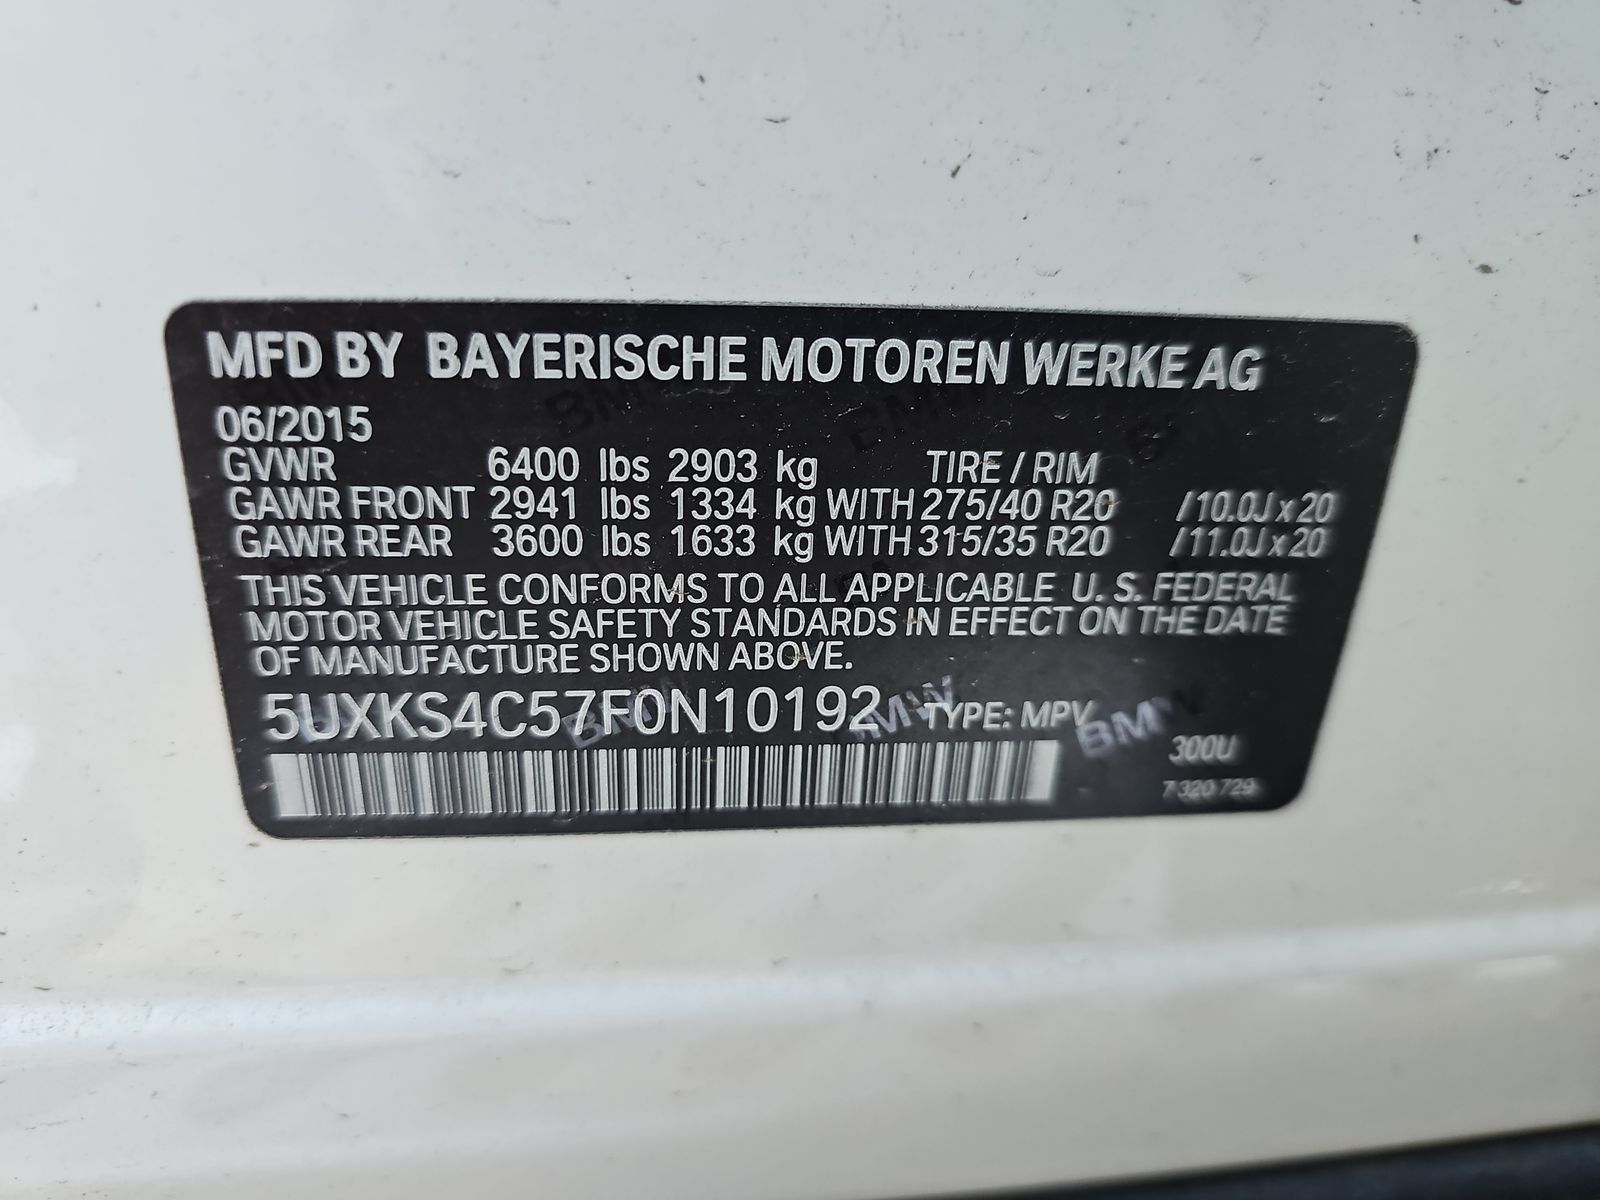 MFD BY BAYERISCHE MOTOREN WERKE AG
06/2015
GVWR 6400 lbs 2903 kg TIRE / RIM
GAWR FRONT 2941 lbs 1334 kg WITH 275/40 R20 /10.0J x 20
GAWR REAR 3600 lbs 1633 kg WITH 315/35 R20 /11.0J x 20
THIS VEHICLE CONFORMS TO ALL APPLICABLE U. S. FEDERAL
MOTOR VEHICLE SAFETY STANDARDS IN EFFECT ON THE DATE
OF MANUFACTURE SHOWN ABOVE.
5UXKS4C57F0N10192 TYPE: MPV
300U
7 320 729